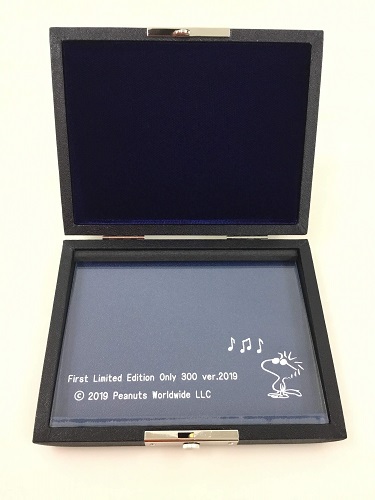 First Limited Edition Only 300 ver.2019
© 2019 Peanuts Worldwide LLC